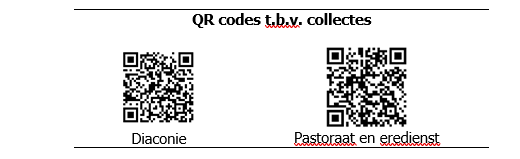 QR codes t.b.v. collectes
Diaconie
Pastoraat en eredienst